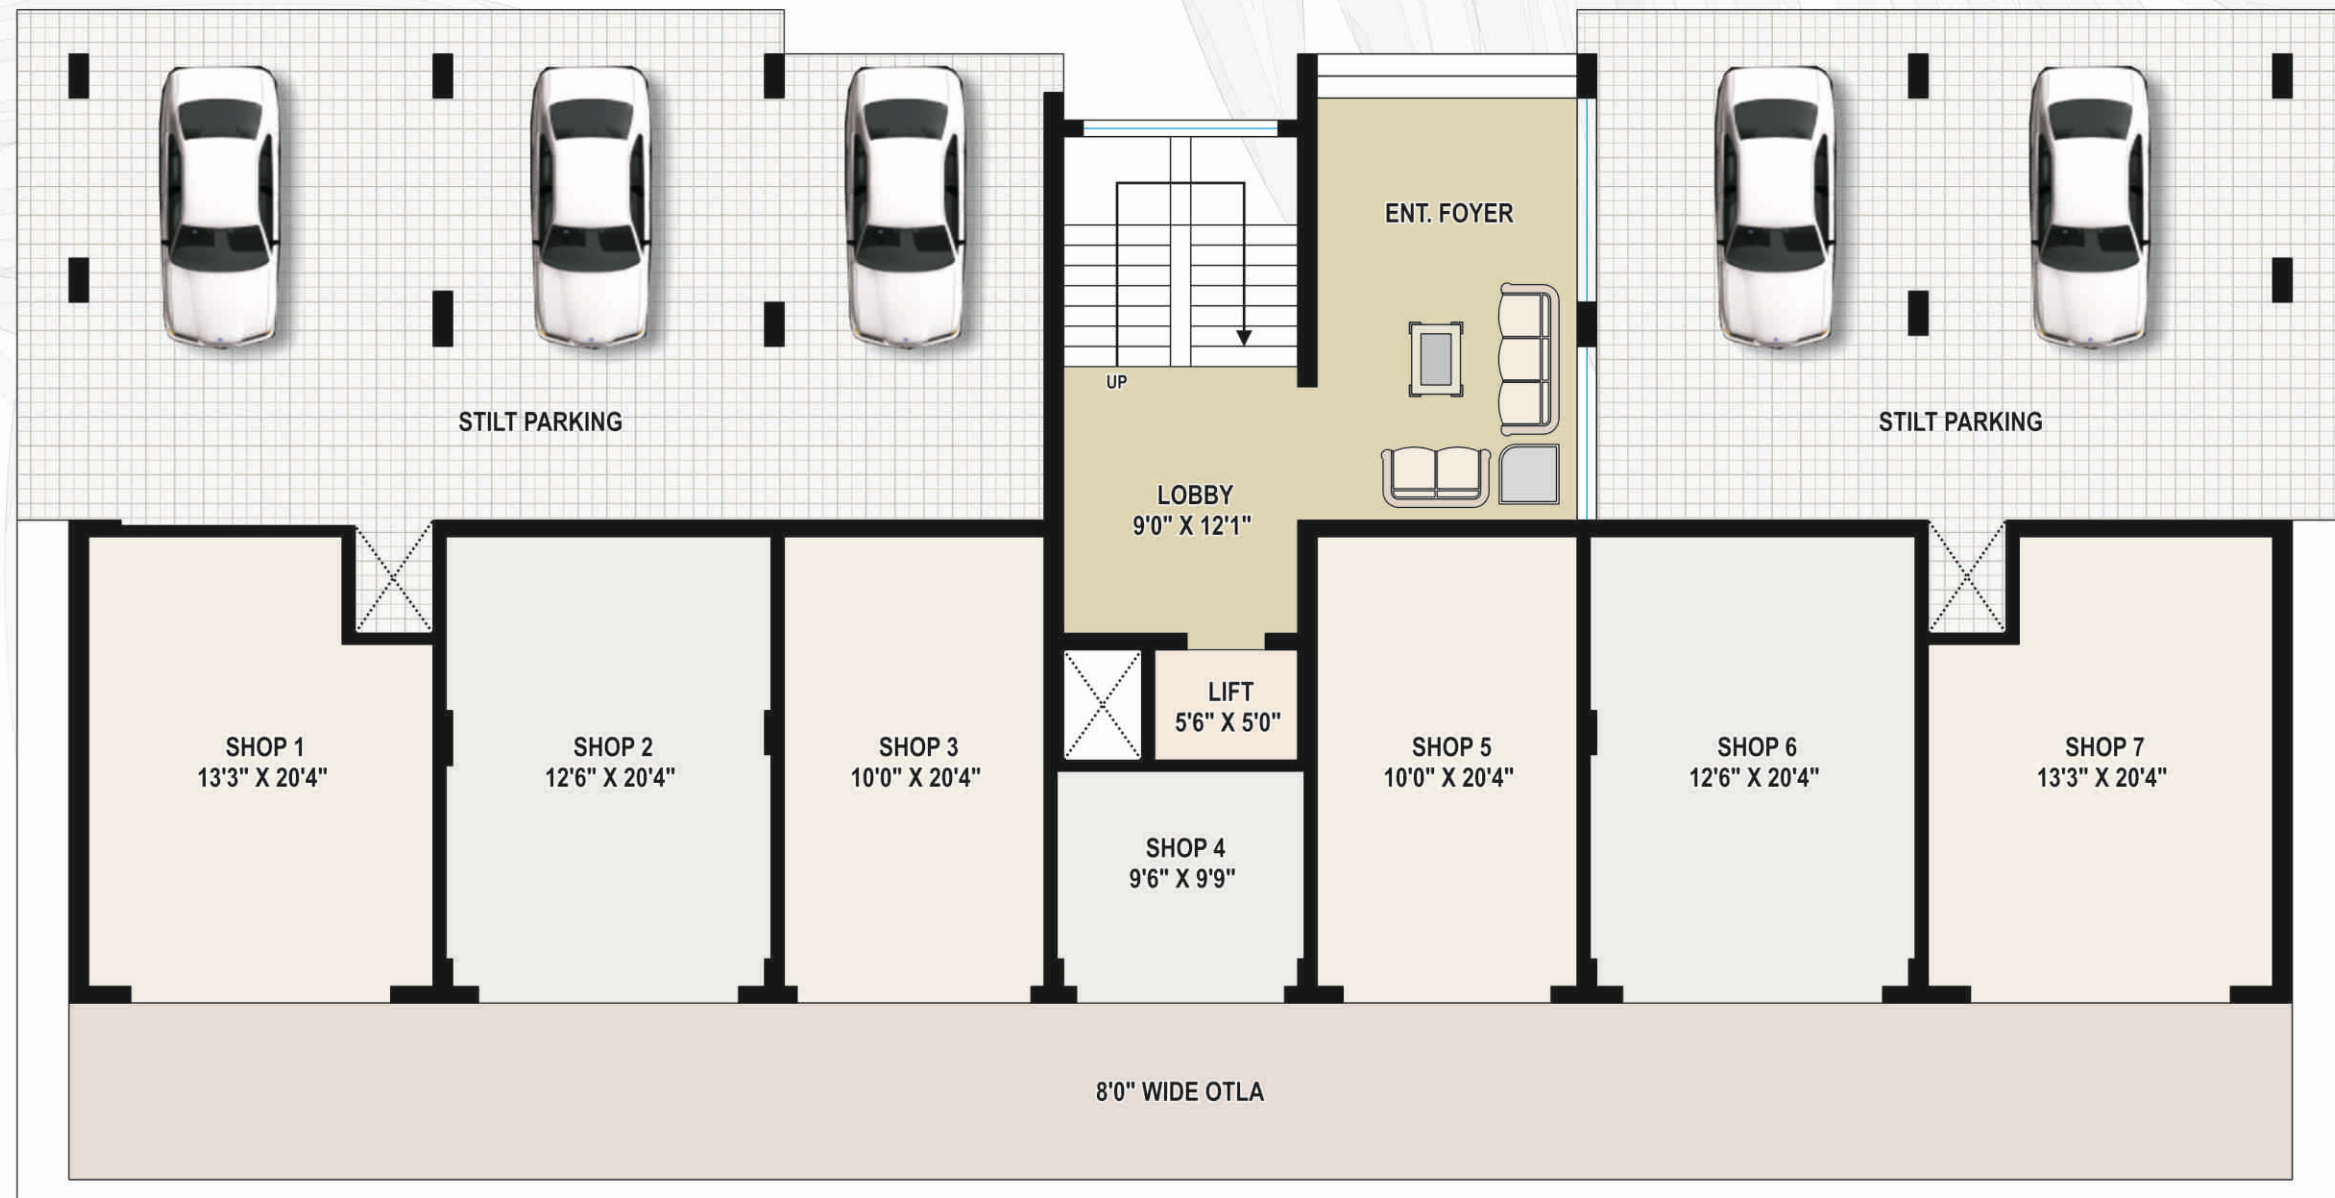 ENT. FOYER
UP
STILT PARKING
STILT PARKING
LOBBY
9'0" X 12'1"
LIFT
5'6" X 5'0"
SHOP 1
13'3" X 20'4"
SHOP 2
12'6" X 20'4"
SHOP 3
10'0" X 20'4"
SHOP 4
9'6" X 9'9"
SHOP 5
10'0" X 20'4"
SHOP 6
12'6" X 20'4"
SHOP 7
13'3" X 20'4"
8'0" WIDE OTLA